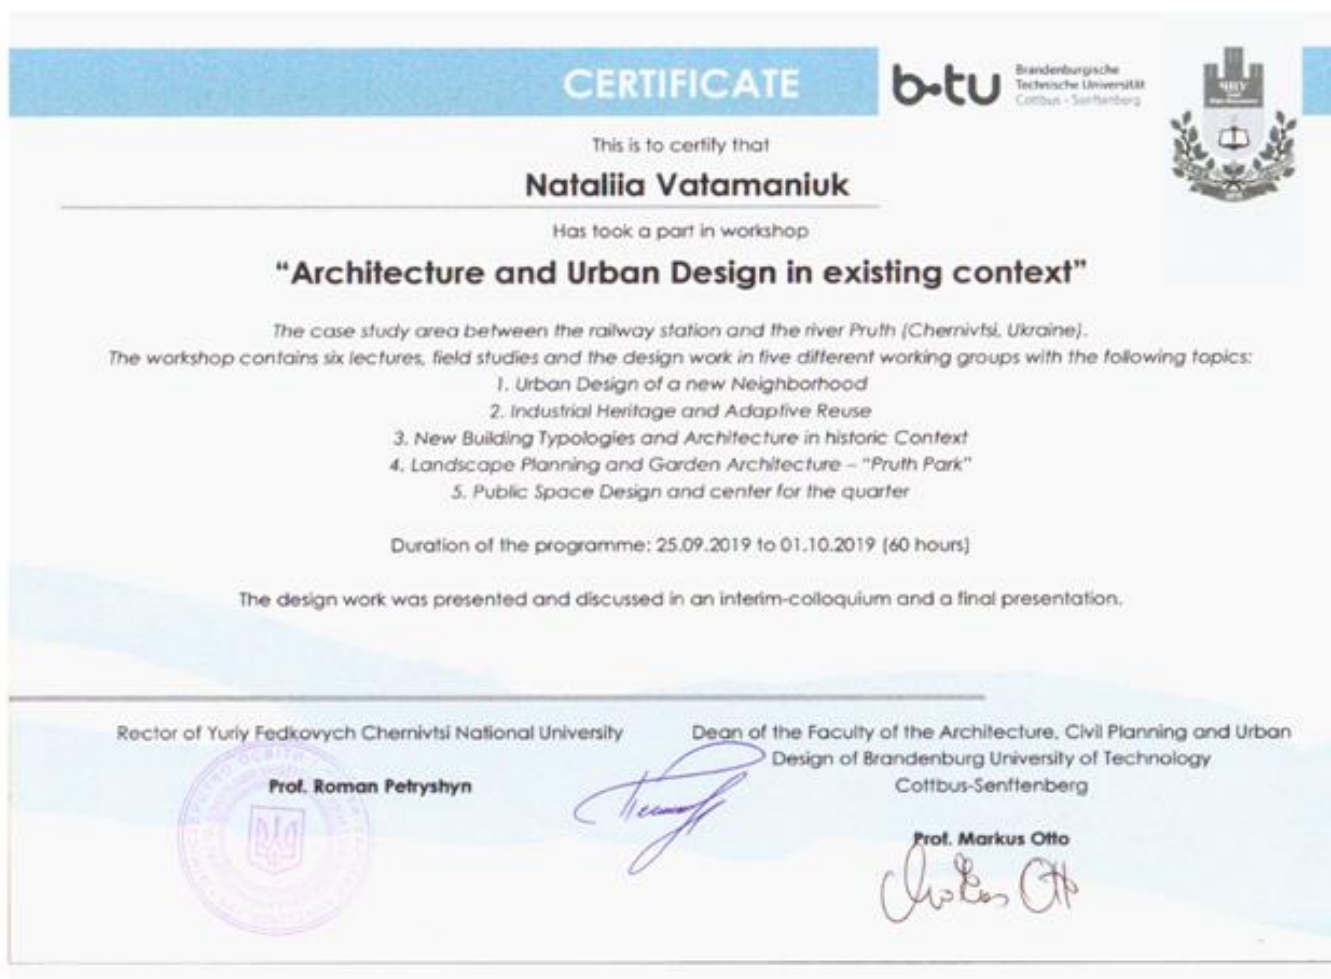 CERTIFICATE
b-tu
Brandenburgische
Technische Universität
Cottbus - Senftenberg
ЧНУ
This is to certify that
Nataliia Vatamaniuk
Has took a part in workshop
“Architecture and Urban Design in existing context”
The case study area between the railway station and the river Pruth (Chernivtsi, Ukraine).
The workshop contains six lectures, field studies and the design work in five different working groups with the following topics:
1. Urban Design of a new Neighborhood
2. Industrial Heritage and Adaptive Reuse
3. New Building Typologies and Architecture in historic Context
4. Landscape Planning and Garden Architecture – “Pruth Park”
5. Public Space Design and center for the quarter
Duration of the programme: 25.09.2019 to 01.10.2019 (60 hours)
The design work was presented and discussed in an interim-colloquium and a final presentation.
Rector of Yuriy Fedkovych Chernivtsi National University
Prof. Roman Petryshyn
Dean of the Faculty of the Architecture, Civil Planning and Urban
Design of Brandenburg University of Technology
Cottbus-Senftenberg
Prof. Markus Otto
Markus Otto